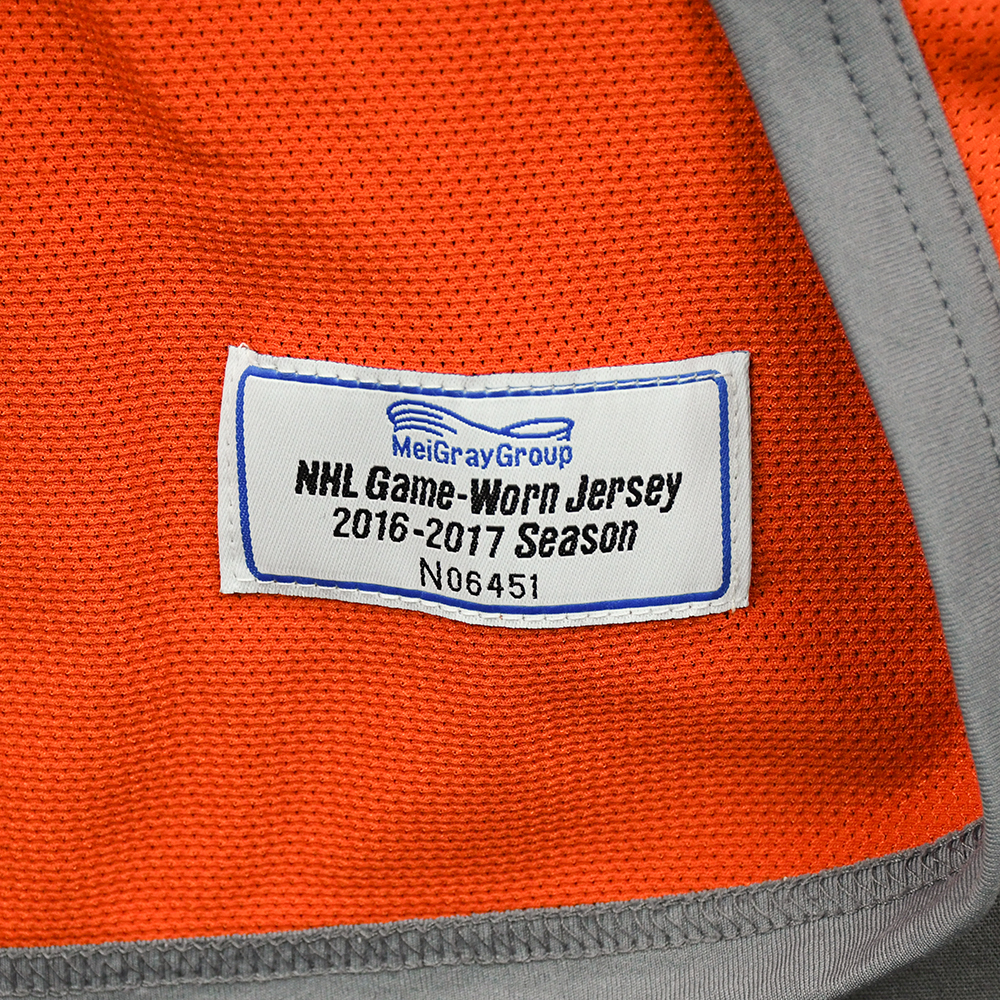 MeiGrayGroup
NHL Game-Worn Jersey
2016-2017 Season
N06451